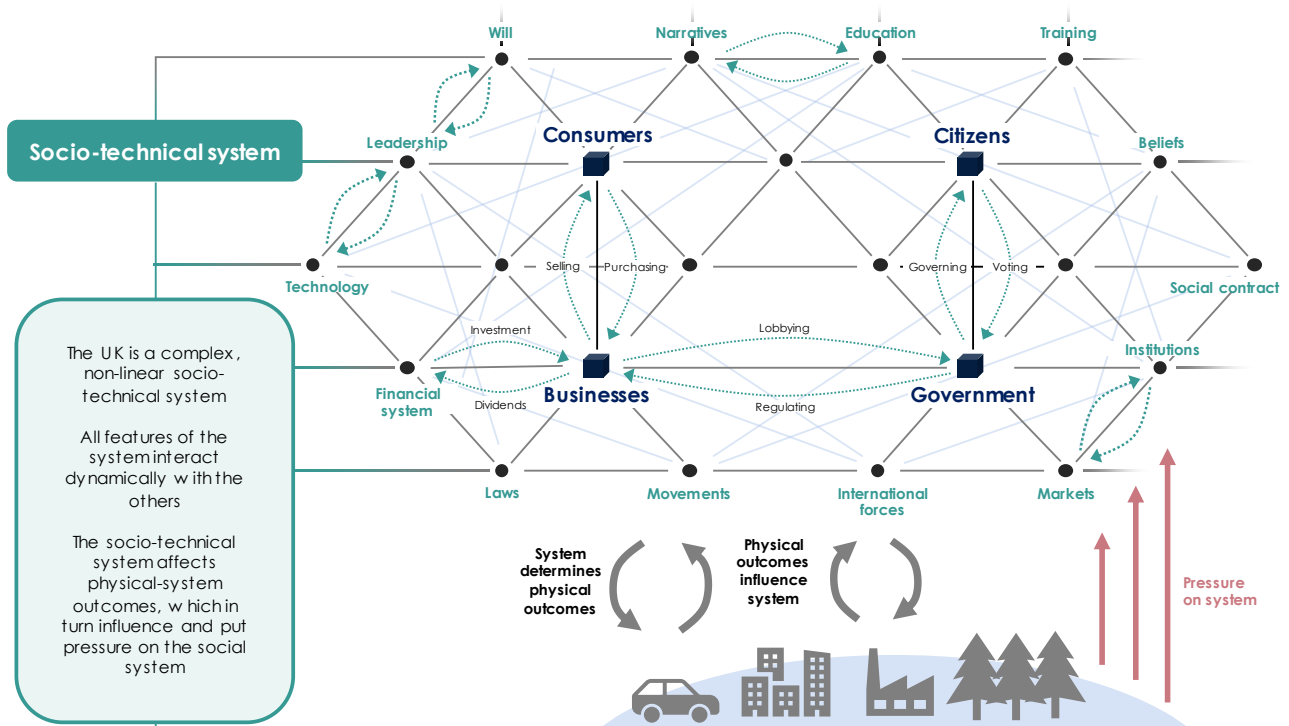 Will
Narratives
Education
Training
Socio-technical system
Leadership
Consumers
Citizens
Beliefs
Technology
Selling
Purchasing
Governing
Voting
Social contract
The UK is a complex,
non-linear socio-
technical system
All features of the
system interact
dynamically with the
others
The socio-technical
system affects
physical-system
outcomes, which in
turn influence and put
pressure on the social
system
Investment
Lobbying
Institutions
Financial
system
Dividends
Businesses
Regulating
Government
Laws
Movements
International
forces
Markets
System
determines
physical
outcomes
Physical
outcomes
influence
system
Pressure
on system